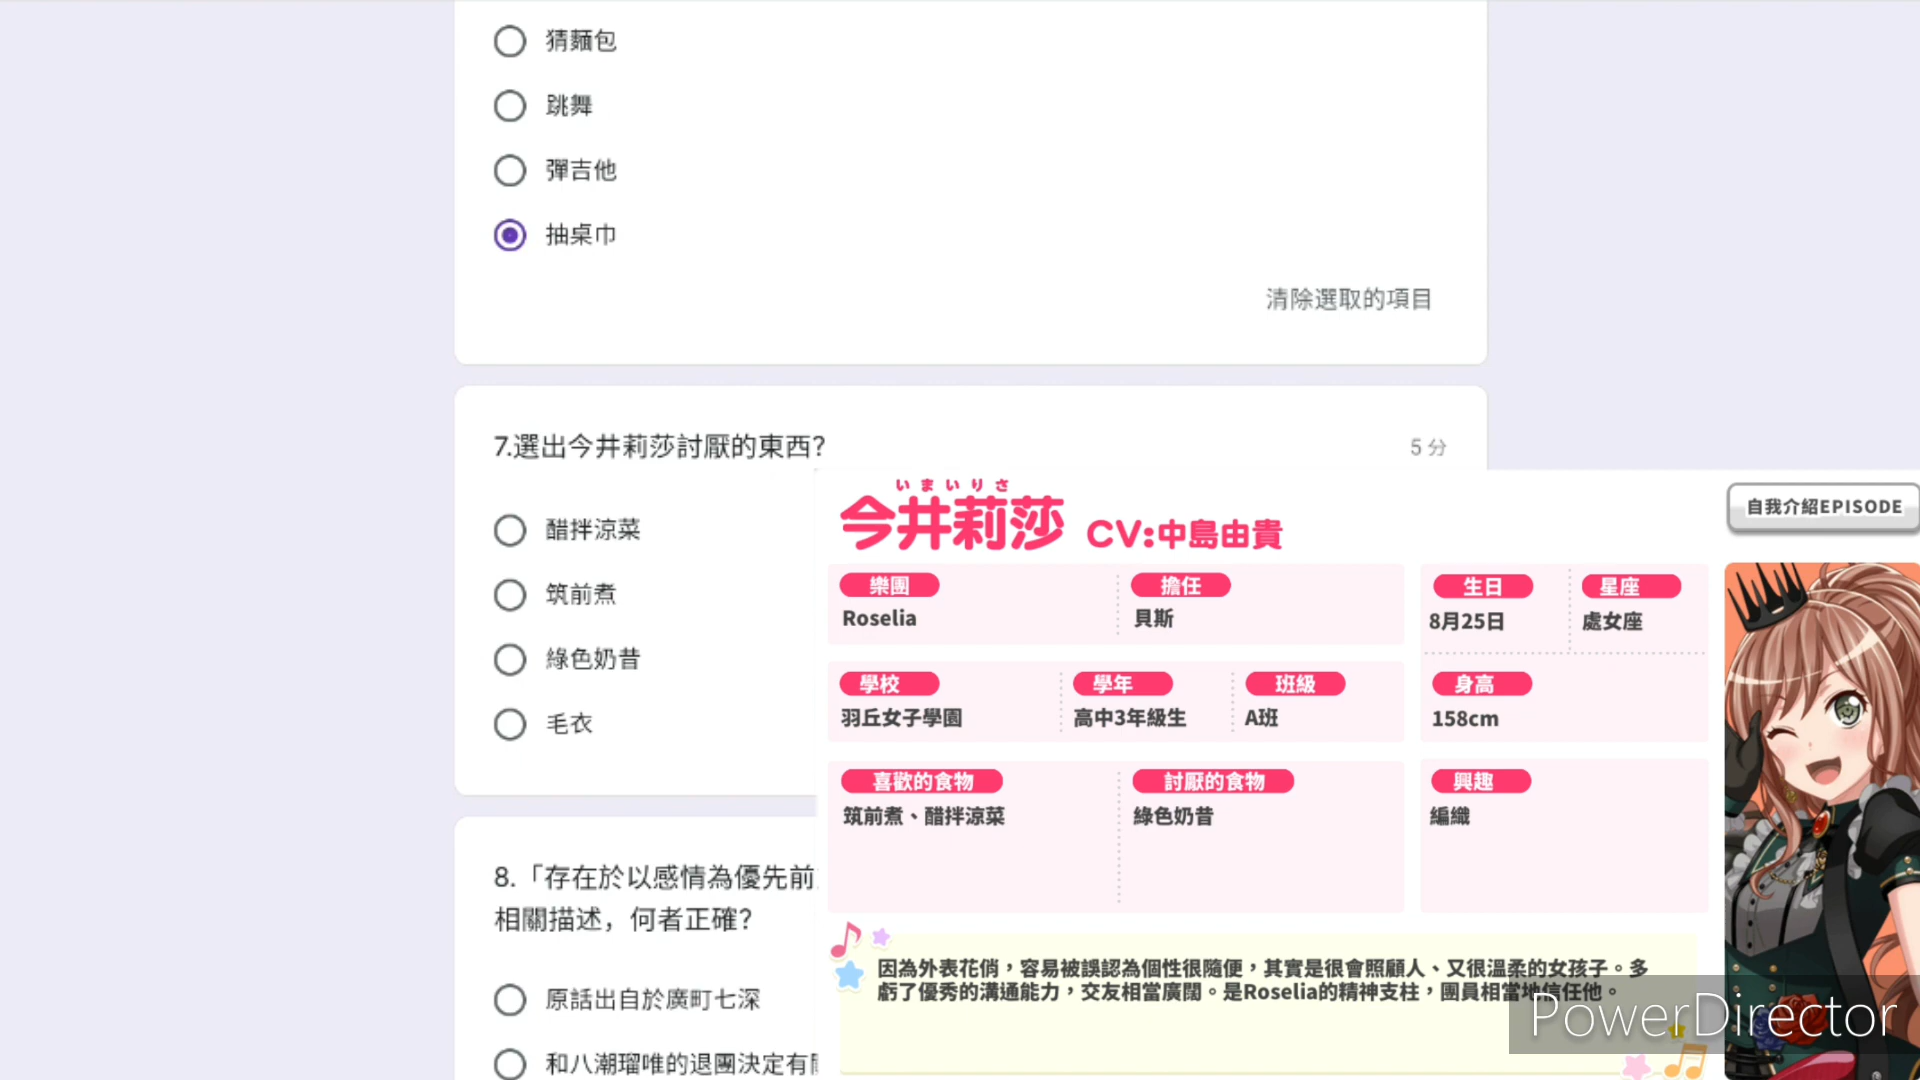 猜麵包
跳舞
彈吉他
抽桌巾
清除選取的項目
7.選出今井莉莎討厭的東西?
5 分
醋拌涼菜
筑前煮
綠色奶昔
毛衣
8.「存在於以感情為優先前
相關描述，何者正確?
原話出自於廣町七深
和八潮瑠唯的退團決定有
いまいりさ
今井莉莎 CV:中島由貴
自我介紹EPISODE
樂團 擔任 生日 星座
Roselia 貝斯 8月25日 處女座
學校 學年 班級 身高
羽丘女子學園 高中3年級生 A班 158cm
喜歡的食物 討厭的食物 興趣
筑前煮、醋拌涼菜 綠色奶昔 編織
因為外表花俏，容易被誤認為個性很隨便，其實是很會照顧人、又很溫柔的女孩子。多
虧了優秀的溝通能力，交友相當廣闊。是Roselia的精神支柱，團員相當地信任他。
PowerDirector